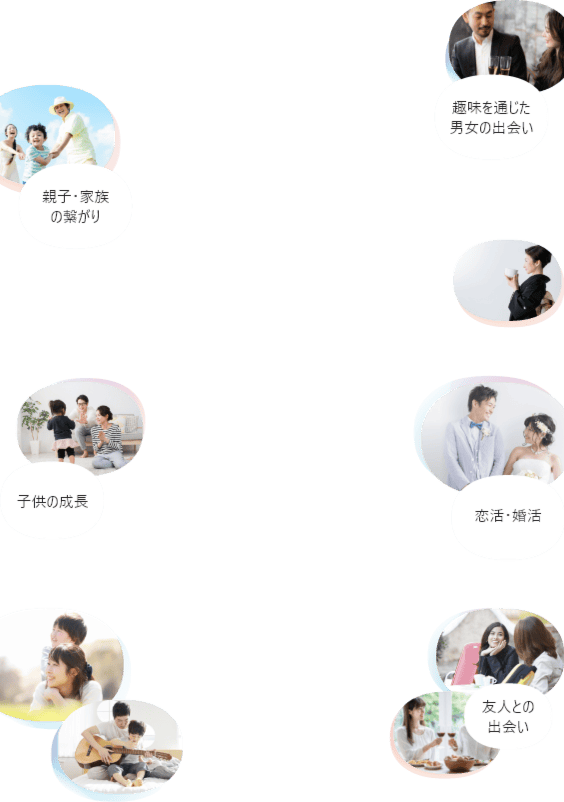 趣味を通じた
男女の出会い
親子・家族
の繋がり
子供の成長
恋活・婚活
友人との
出会い